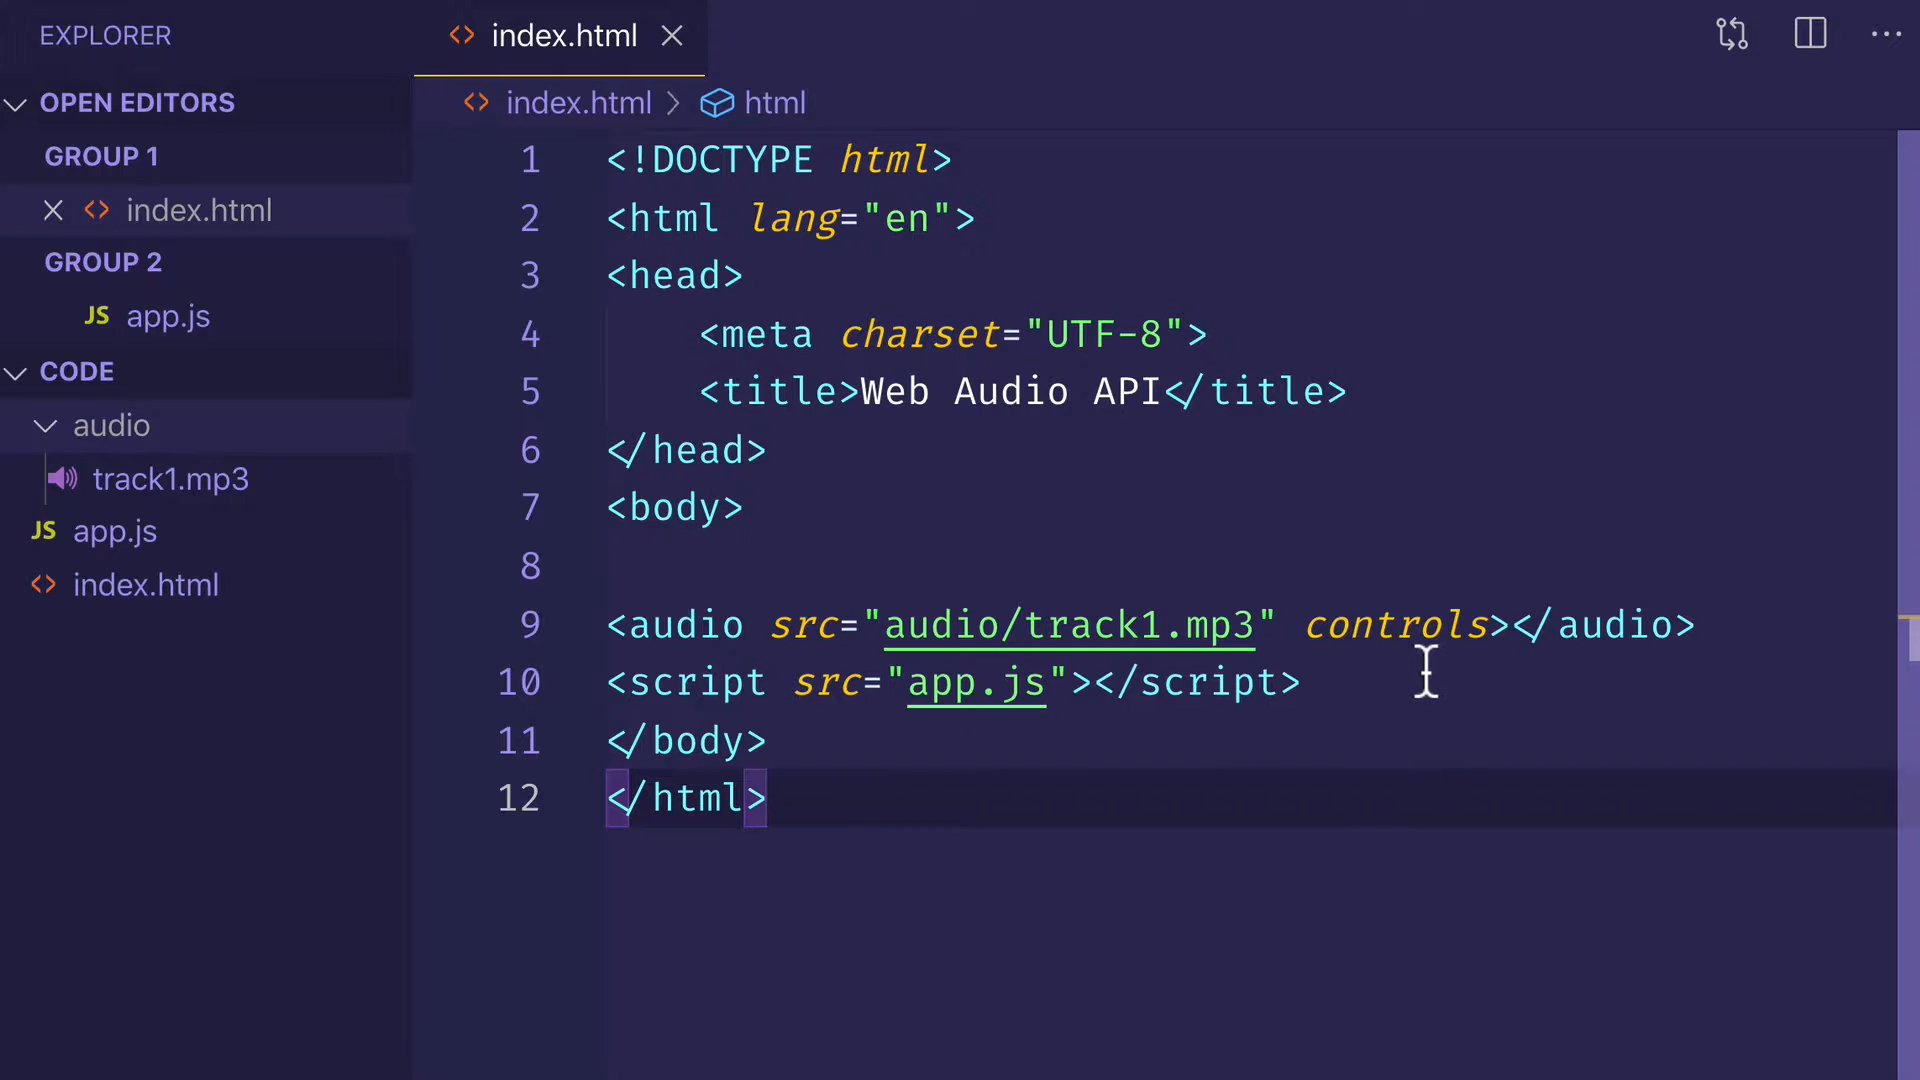 EXPLORER
OPEN EDITORS
GROUP 1
index.html
GROUP 2
JS app.js
CODE
audio
track1.mp3
JS app.js
index.html
index.html
index.html > html
1 <!DOCTYPE html>
2 <html lang="en">
3 <head>
4 <meta charset="UTF-8">
5 <title>Web Audio API</title>
6 </head>
7 <body>
8
9 <audio src="audio/track1.mp3" controls></audio>
10 <script src="app.js"></script>
11 </body>
12 </html>